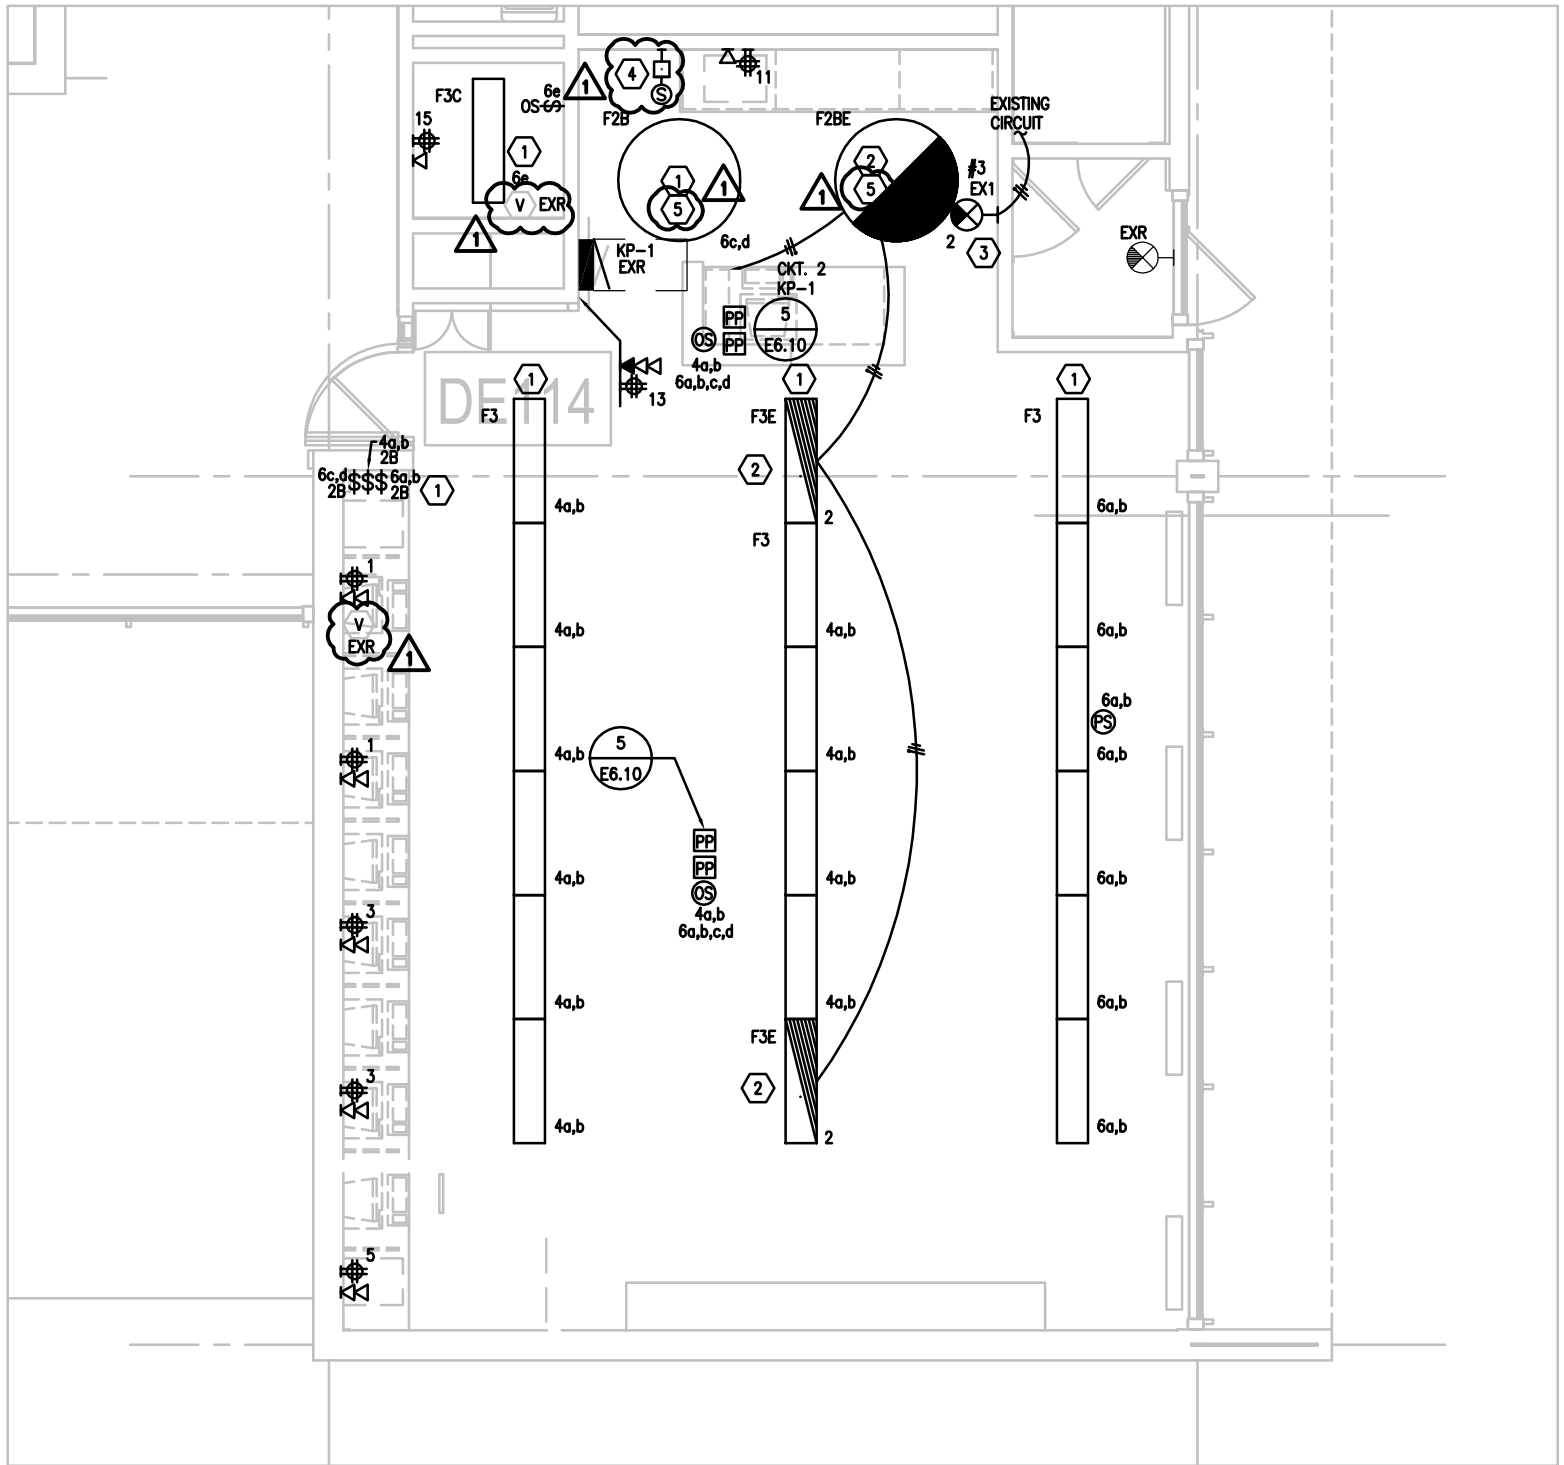 F3C
6e
OS
1
4
S
F2B
11
F2BE
EXISTING
CIRCUIT
15
1
6e
V EXR
1
1
5
1
1
2
5
#3
EX1
2
3
EXR
KP-1
EXR
6c,d
CKT. 2
KP-1
PP
PP
OS
5
E6.10
4a,b
6a,b,c,d
13
DE114
1
F3
1
F3E
1
F3
4a,b
2B
6c,d
2B
$$$
6a,b
2B
1
2
4a,b
2
6a,b
F3
1
V
EXR
1
4a,b
4a,b
6a,b
6a,b
PS
1
5
E6.10
4a,b
4a,b
6a,b
PP
PP
OS
4a,b
6a,b,c,d
4a,b
4a,b
6a,b
3
4a,b
4a,b
6a,b
F3E
3
2
4a,b
2
6a,b
5